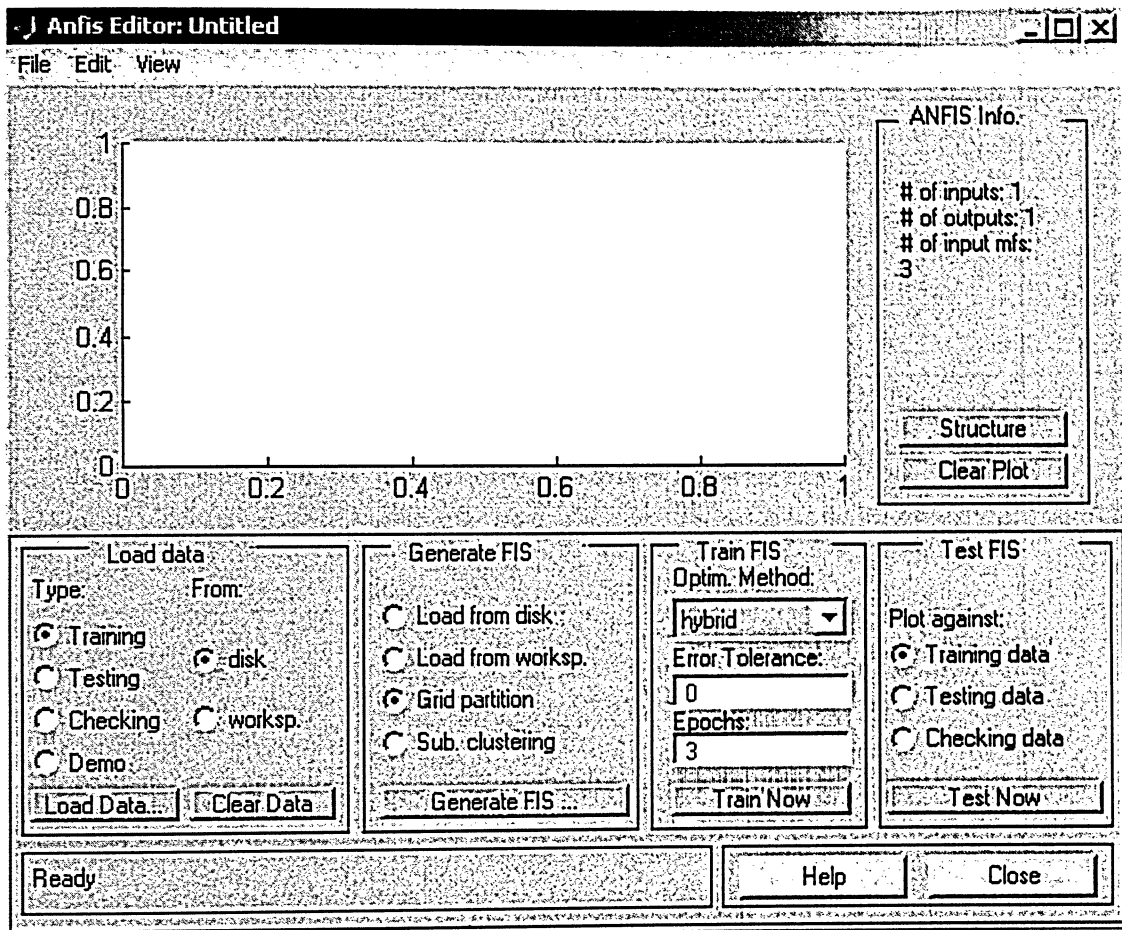 Anfis Editor: Untitled
File Edit View
1
0.8
0.6
0.4
0.2
0
0 0.2 0.4 0.6 0.8 1
ANFIS Info.
# of inputs: 1
# of outputs: 1
# of input mfs:
3
Structure
Clear Plot
Load data
Type: From:
Training
disk
Testing
Checking
worksp.
Demo
Load Data... Clear Data
Generate FIS
Load from disk
Load from worksp.
Grid partition
Sub. clustering
Generate FIS ...
Train FIS
Optim. Method:
hybrid
Error Tolerance:
0
Epochs:
3
Train Now
Test FIS
Plot against:
Training data
Testing data
Checking data
Test Now
Ready
Help Close